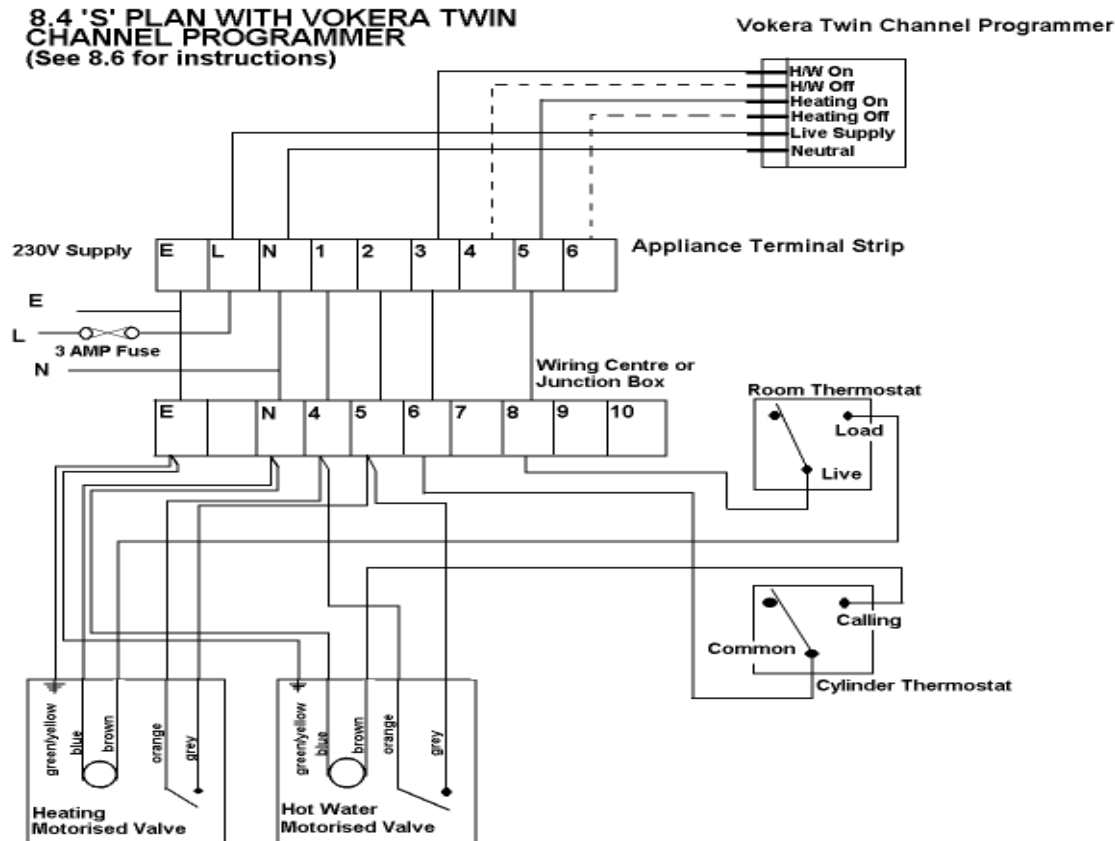 8.4 'S' PLAN WITH VOKERA TWIN
CHANNEL PROGRAMMER
(See 8.6 for instructions)
Vokera Twin Channel Programmer
H/W On
H/W Off
Heating On
Heating Off
Live Supply
Neutral
230V Supply
E L N 1 2 3 4 5 6
Appliance Terminal Strip
E
L
3 AMP Fuse
N
Wiring Centre or
Junction Box
E N 4 5 6 7 8 9 10
Room Thermostat
Load
Live
Calling
Common
Cylinder Thermostat
green/yellow
blue
brown
orange
grey
Heating
Motorised Valve
green/yellow
blue
brown
orange
grey
Hot Water
Motorised Valve